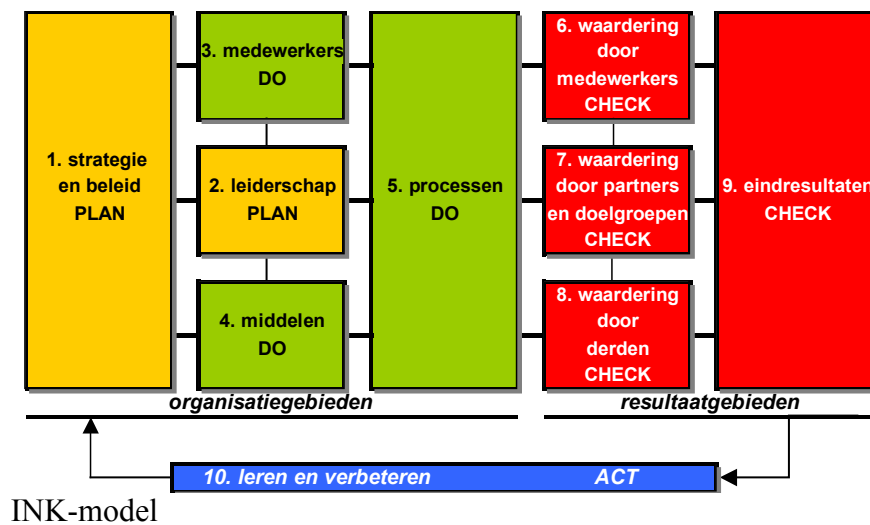 1. strategie
en beleid
PLAN
3. medewerkers
DO
2. leiderschap
PLAN
4. middelen
DO
5. processen
DO
6. waardering
door
medewerkers
CHECK
7. waardering
door partners
en doelgroepen
CHECK
8. waardering
door
derden
CHECK
9. eindresultaten
CHECK
organisatiegebieden
resultaatgebieden
10. leren en verbeteren ACT
INK-model